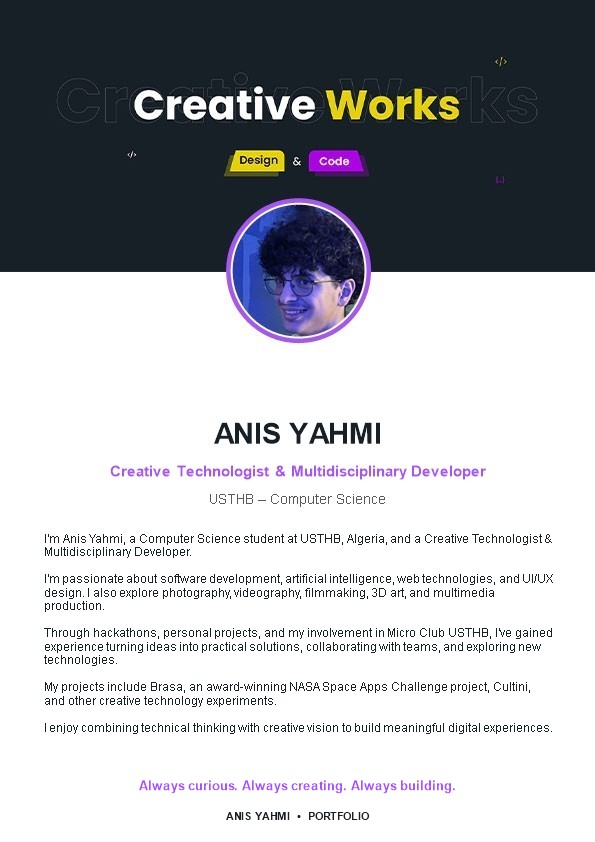 Creative Works
</>
Creative Works
</>
Design & Code
[..]
ANIS YAHMI
Creative Technologist & Multidisciplinary Developer
USTHB – Computer Science
I'm Anis Yahmi, a Computer Science student at USTHB, Algeria, and a Creative Technologist &
Multidisciplinary Developer.
I'm passionate about software development, artificial intelligence, web technologies, and UI/UX
design. I also explore photography, videography, filmmaking, 3D art, and multimedia
production.
Through hackathons, personal projects, and my involvement in Micro Club USTHB, I've gained
experience turning ideas into practical solutions, collaborating with teams, and exploring new
technologies.
My projects include Brasa, an award-winning NASA Space Apps Challenge project, Cultini,
and other creative technology experiments.
I enjoy combining technical thinking with creative vision to build meaningful digital experiences.
Always curious. Always creating. Always building.
ANIS YAHMI • PORTFOLIO